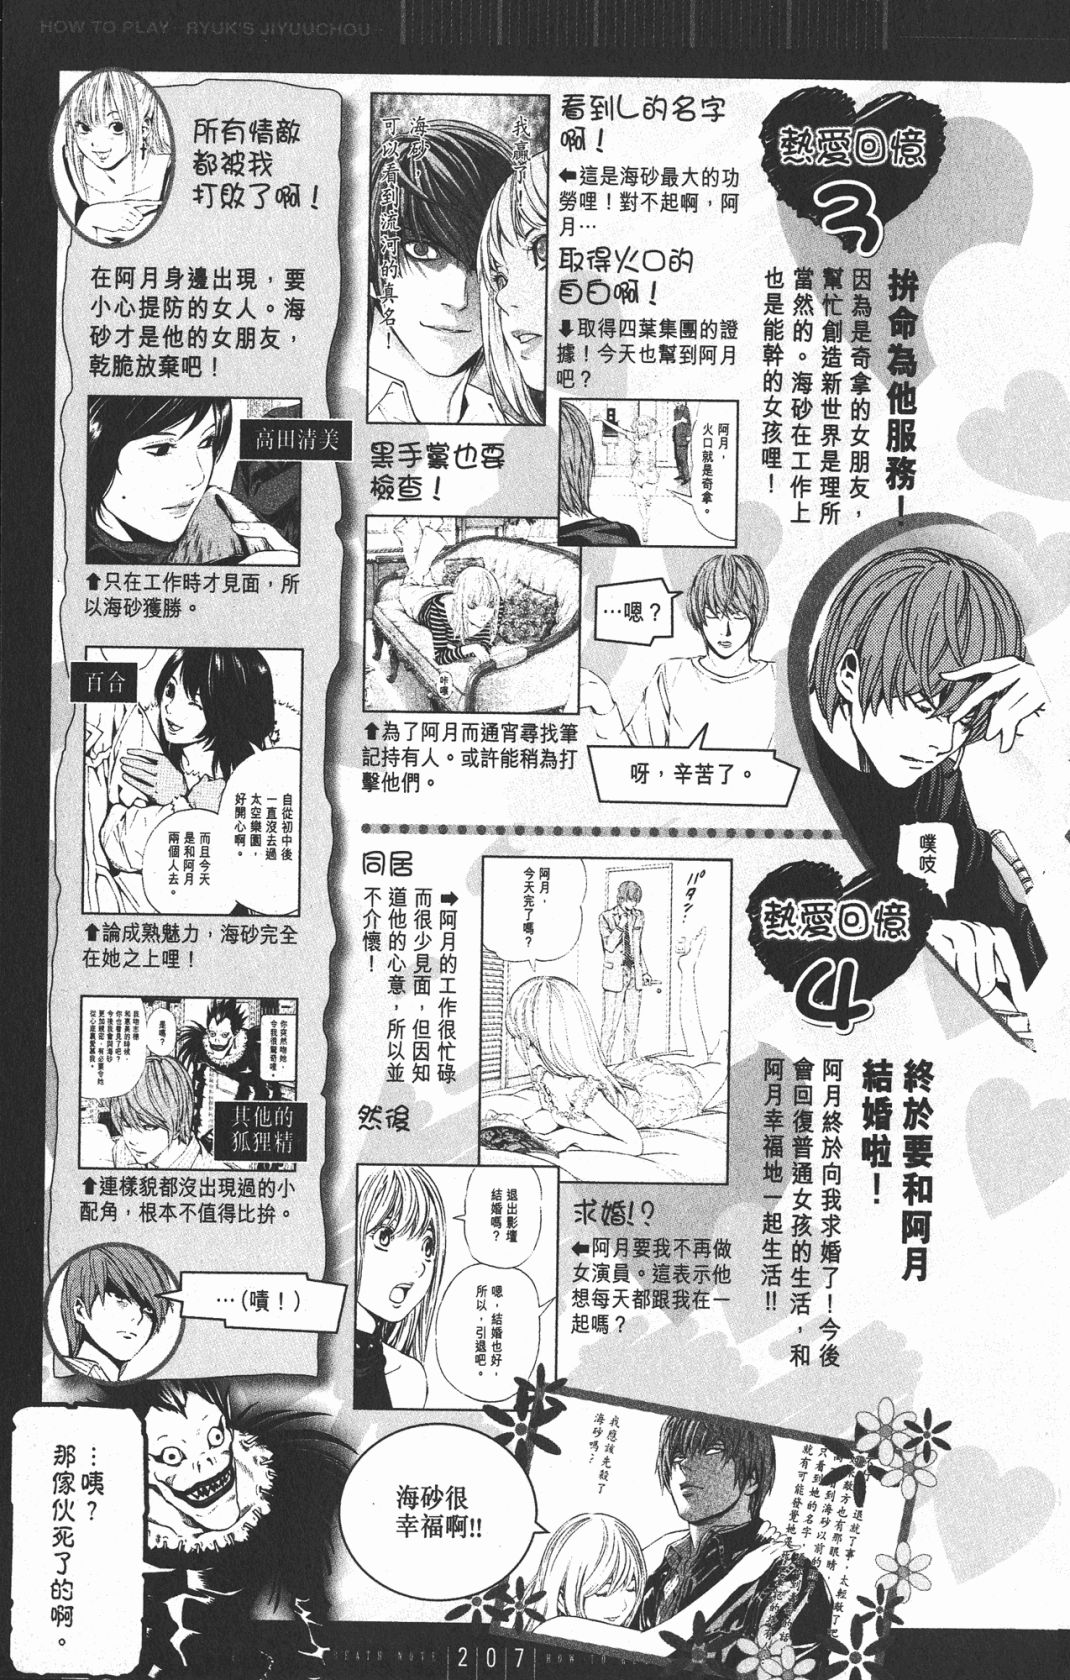 HOW TO PLAY - RYUK'S JIYUUCHOU -
熱愛回憶
3
拚命為他服務！
因為是奇拿的女朋友，
幫忙創造新世界是理所
當然的。海砂在工作上
也是能幹的女孩哩！
看到L的名字
啊！
⬅這是海砂最大的功
勞哩！對不起啊，阿
月…
取得火口的
自白啊！
⬇取得四葉集團的證
據！今天也幫到阿月
吧？
我贏了！
海砂，
可以看到流河的真名！
阿月，
火口就是奇拿。
黑手黨也要
檢查！
咔嚓
⬆為了阿月而通宵尋找筆
記持有人。或許能稍為打
擊他們。
…嗯？
呀，辛苦了。
噗吱
熱愛回憶
4
終於要和阿月
結婚啦！
阿月終於向我求婚了！今後
會回復普通女孩的生活，和
阿月幸福地一起生活!!
同居
➡阿月的工作很忙碌
而很少見面，但因知
道他的心意，所以並
不介懷！
阿月，
今天完了嗎？
然後
退出影壇
結婚嗎？
嗯，結婚也好，
所以，引退吧。
求婚!?
⬅阿月要我不再做
女演員。這表示他
想每天都跟我在一
起嗎？
所有情敵
都被我
打敗了啊！
在阿月身邊出現，要
小心提防的女人。海
砂才是他的女朋友，
乾脆放棄吧！
高田清美
⬆只在工作時才見面，所
以海砂獲勝。
百合
自從初中後
一直沒去過
太空樂園，
好開心啊。
而且今天
是和阿月
兩個人去。
⬆論成熟魅力，海砂完全
在她之上哩！
你突然吻她，
令我很驚奇哩。
是嗎？
其他的
狐狸精
⬆連樣貌都沒出現過的小
配角，根本不值得比拚。
…(嘖！)
海砂很
幸福啊!!
我應該先殺了
海砂嗎？
…咦？
那傢伙死了的啊。
DEATH NOTE
207